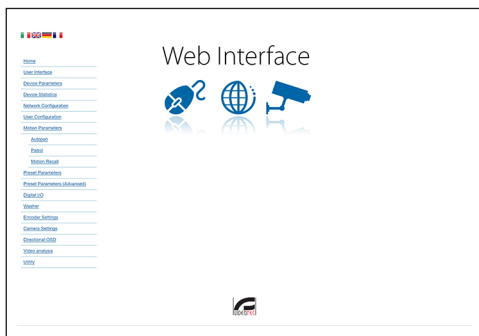 Web Interface
Home
User Interface
Device Parameters
Device Statistics
Network Configuration
User Configuration
Motion Parameters
Autopan
Patrol
Motion Recall
Preset Parameters
Preset Parameters (Advanced)
Digital I/O
Washer
Encoder Settings
Camera Settings
Directional OSD
Video analysis
Utility
VIDEOTEC